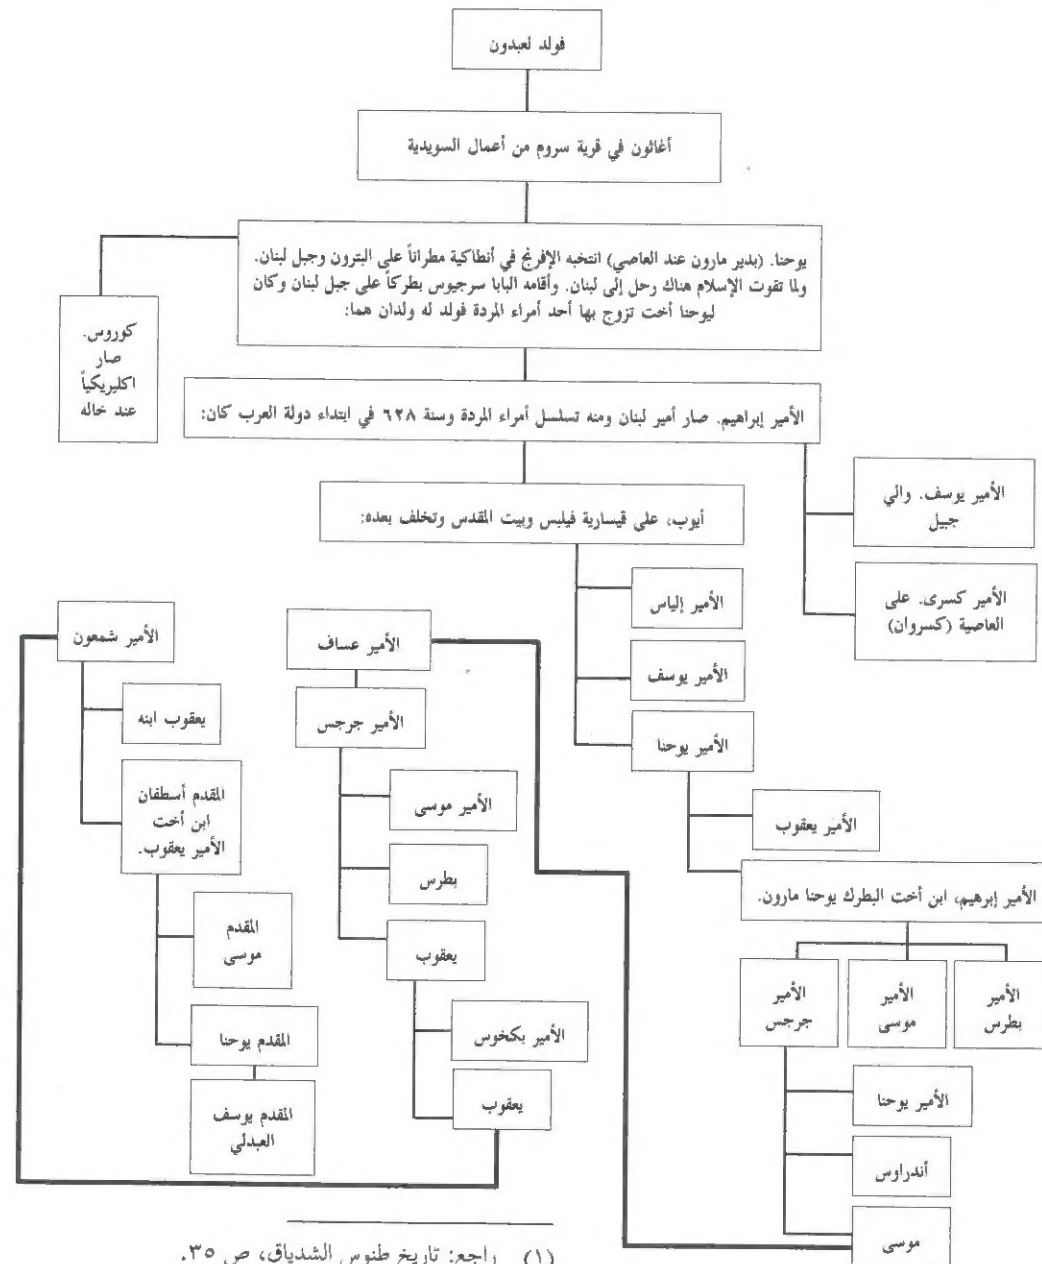 فولد لعبدون
أغاثون في قرية سروم من أعمال السويدية
يوحنا. (بدير مارون عند العاصي) انتخبه الإفرنج في أنطاكية مطراناً على البترون وجبل لبنان.
ولما تقوت الإسلام هناك رحل إلى لبنان. وأقامه البابا سرجيوس بطركاً على جبل لبنان وكان
ليوحنا أخت تزوج بها أحد أمراء المردة فولد له ولدان هما:
كوروس.
صار
اكليريكياً
عند خاله
الأمير إبراهيم. صار أمير لبنان ومنه تسلسل أمراء المردة وسنة ٦٢٨ في ابتداء دولة العرب كان:
الأمير يوسف. والي
جبيل
الأمير كسرى. على
العاصية (كسروان)
أيوب، على قيسارية فيلبس وبيت المقدس وتخلف بعده:
الأمير إلياس
الأمير يوسف
الأمير يوحنا
الأمير يعقوب
الأمير إبرهيم، ابن أخت البطرك يوحنا مارون.
الأمير
بطرس
الأمير
موسى
الأمير
جرجس
الأمير يوحنا
أندراوس
موسى
الأمير عساف
الأمير جرجس
الأمير موسى
بطرس
يعقوب
الأمير بكخوس
يعقوب
الأمير شمعون
يعقوب ابنه
المقدم أسطفان
ابن أخت
الأمير يعقوب.
المقدم
موسى
المقدم يوحنا
المقدم يوسف
العبدلي
(١) راجع: تاريخ طنوس الشدياق، ص ٣٥.